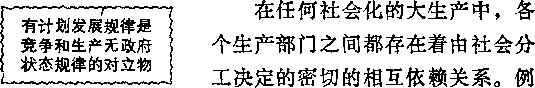 有计划发展规律是
竞争和生产无政府
状态规律的对立物
在任何社会化的大生产中，各
个生产部门之间都存在着由社会分
工决定的密切的相互依赖关系。例